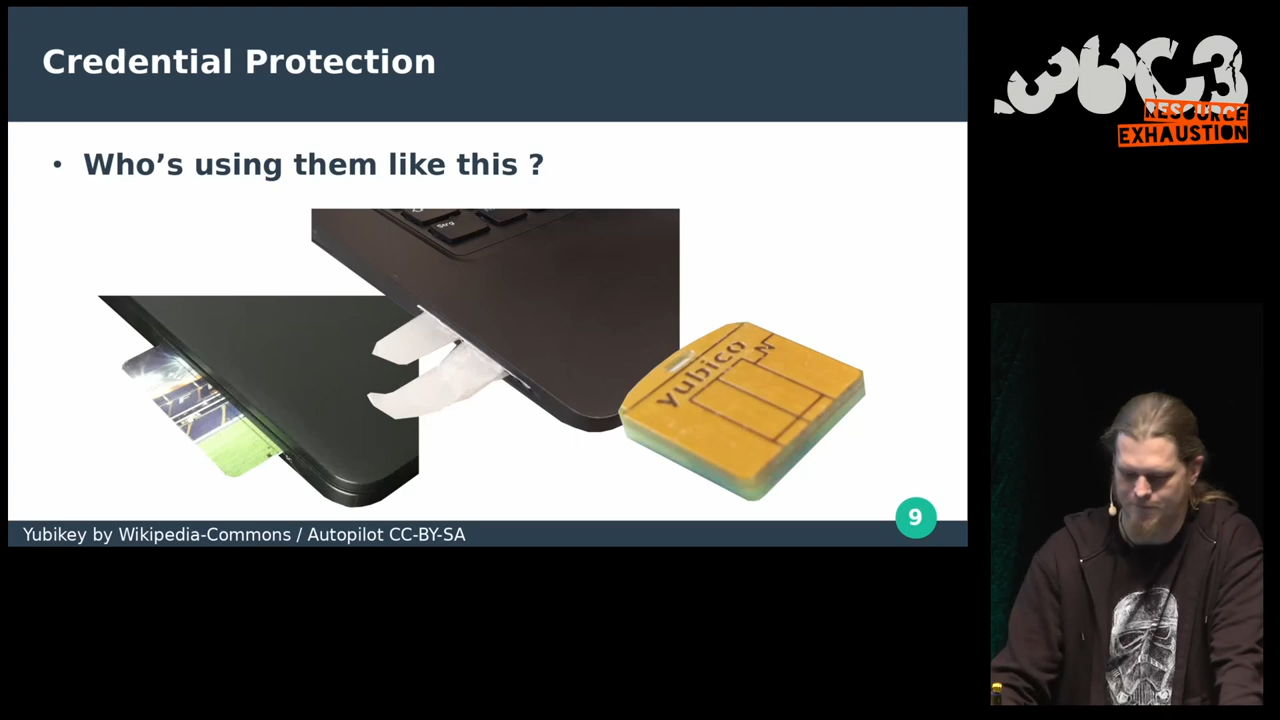 Credential Protection
• Who’s using them like this ?
Strg
yubico
N
9
Yubikey by Wikipedia-Commons / Autopilot CC-BY-SA
36C3
RESOURCE
EXHAUSTION